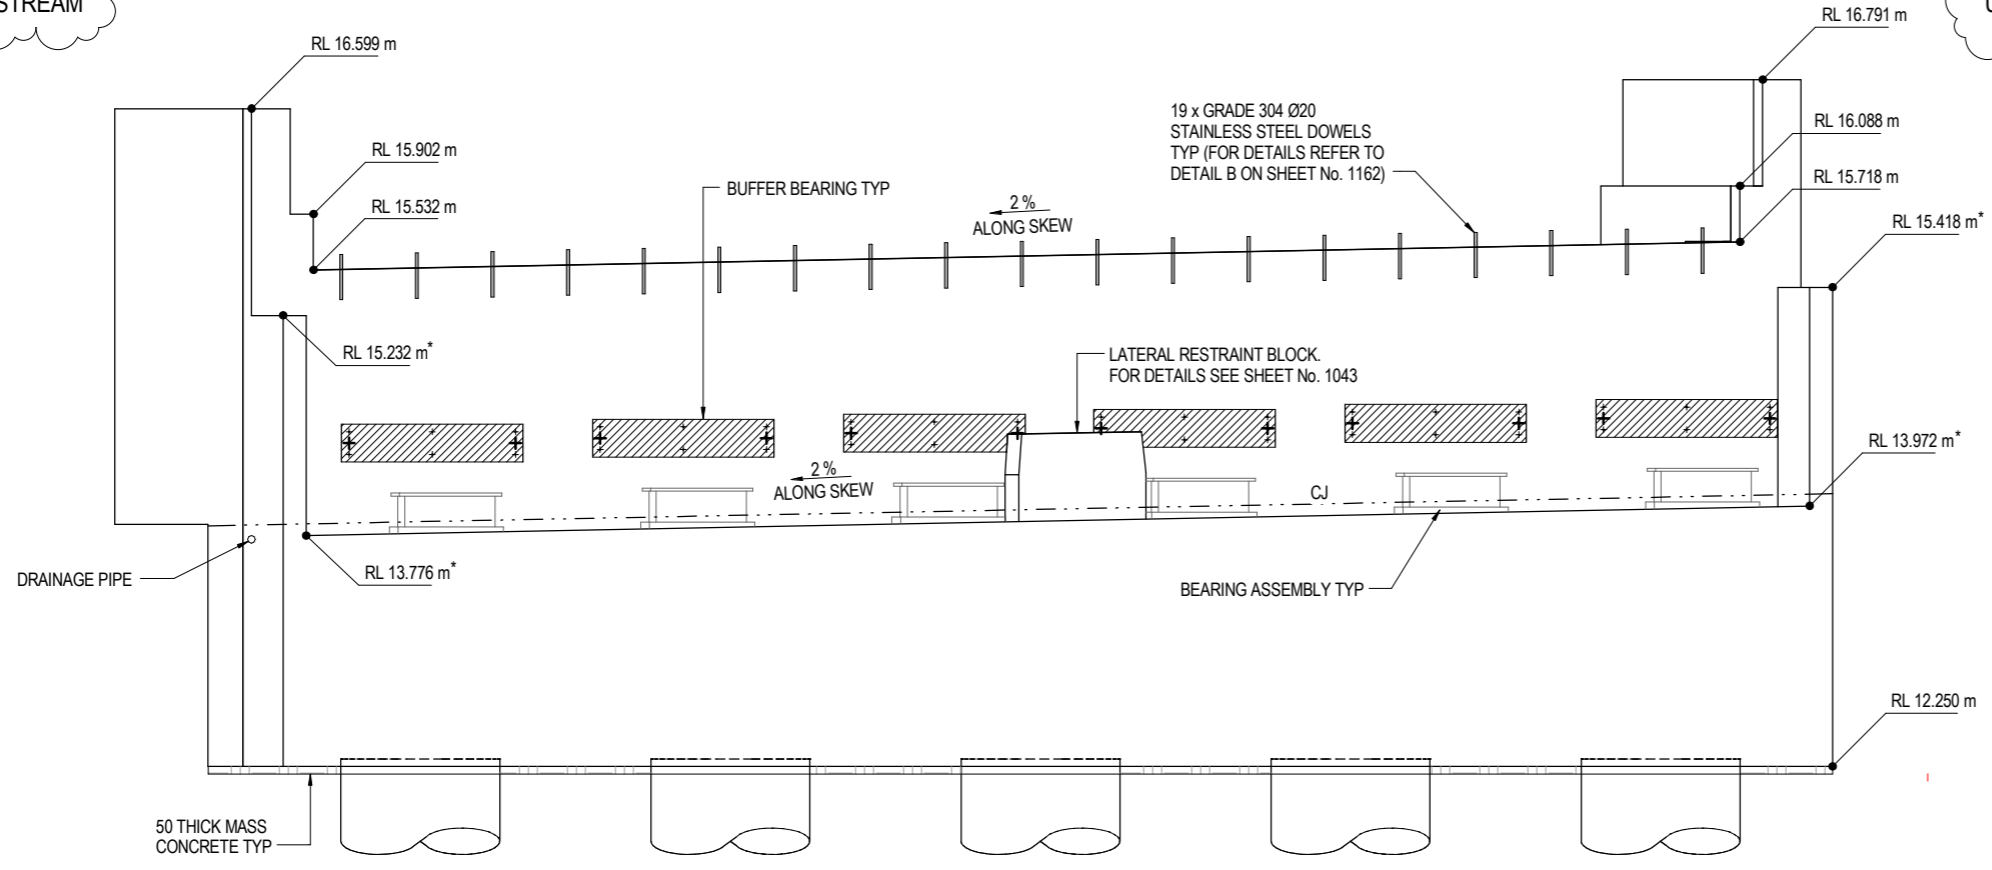 RL 16.791 m
RL 16.599 m
19 x GRADE 304 Ø20
STAINLESS STEEL DOWELS
TYP (FOR DETAILS REFER TO
DETAIL B ON SHEET No. 1162)
RL 16.088 m
RL 15.902 m
BUFFER BEARING TYP
RL 15.718 m
RL 15.532 m
2 %
ALONG SKEW
RL 15.418 m*
RL 15.232 m*
LATERAL RESTRAINT BLOCK.
FOR DETAILS SEE SHEET No. 1043
RL 13.972 m*
2 %
ALONG SKEW
CJ
DRAINAGE PIPE
RL 13.776 m*
BEARING ASSEMBLY TYP
RL 12.250 m
50 THICK MASS
CONCRETE TYP